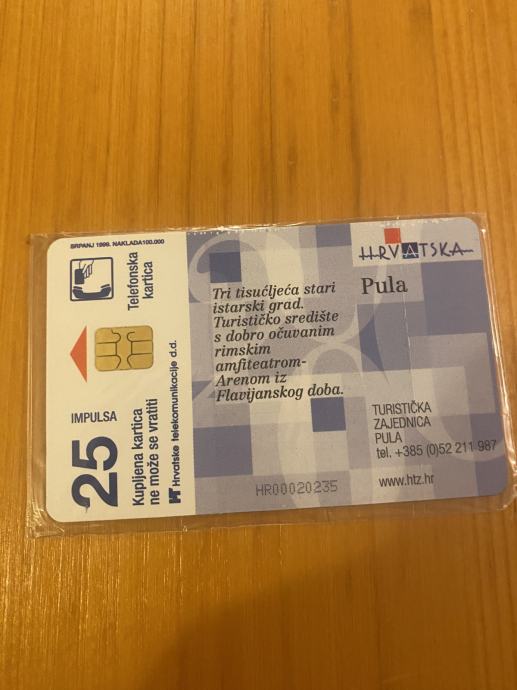 SRPANJ 1999. NAKLADA100.000
Telefonska
kartica
IMPULSA
25
Kupljena kartica
ne može se vratiti
HT Hrvatske telekomunikacije d.d.
HRVATSKA
Pula
Tri tisućljeća stari
istarski grad.
Turističko središte
s dobro očuvanim
rimskim
amfiteatrom-
Arenom iz
Flavijanskog doba.
TURISTIČKA
ZAJEDNICA
PULA
tel. +385 (0)52 211 987
www.htz.hr
HR00020235